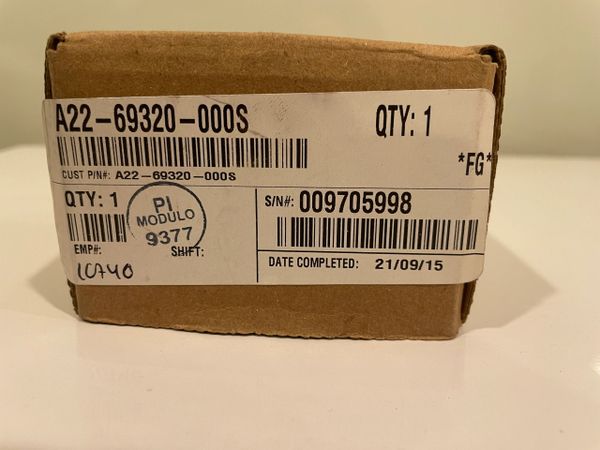 A22-69320-000S
QTY: 1
*FG*
CUST P/N#: A22-69320-000S
QTY: 1
PI
MODULO
9377
S/N#: 009705998
EMP#:
SHIFT:
DATE COMPLETED: 21/09/15